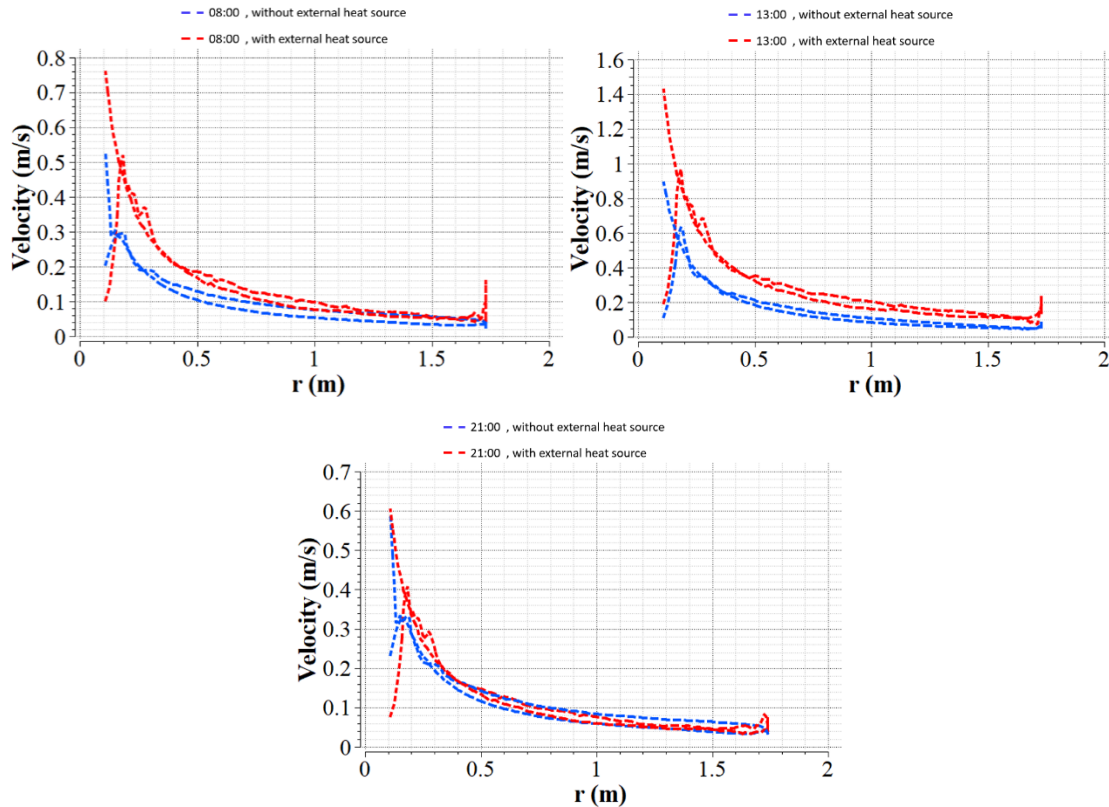 08:00 , without external heat source
08:00 , with external heat source
0.8
0.7
0.6
0.5
0.4
0.3
0.2
0.1
0
Velocity (m/s)
0 0.5 1 1.5 2
r (m)
13:00 , without external heat source
13:00 , with external heat source
1.6
1.4
1.2
1
0.8
0.6
0.4
0.2
0
Velocity (m/s)
0 0.5 1 1.5 2
r (m)
21:00 , without external heat source
21:00 , with external heat source
0.7
0.6
0.5
0.4
0.3
0.2
0.1
0
Velocity (m/s)
0 0.5 1 1.5 2
r (m)